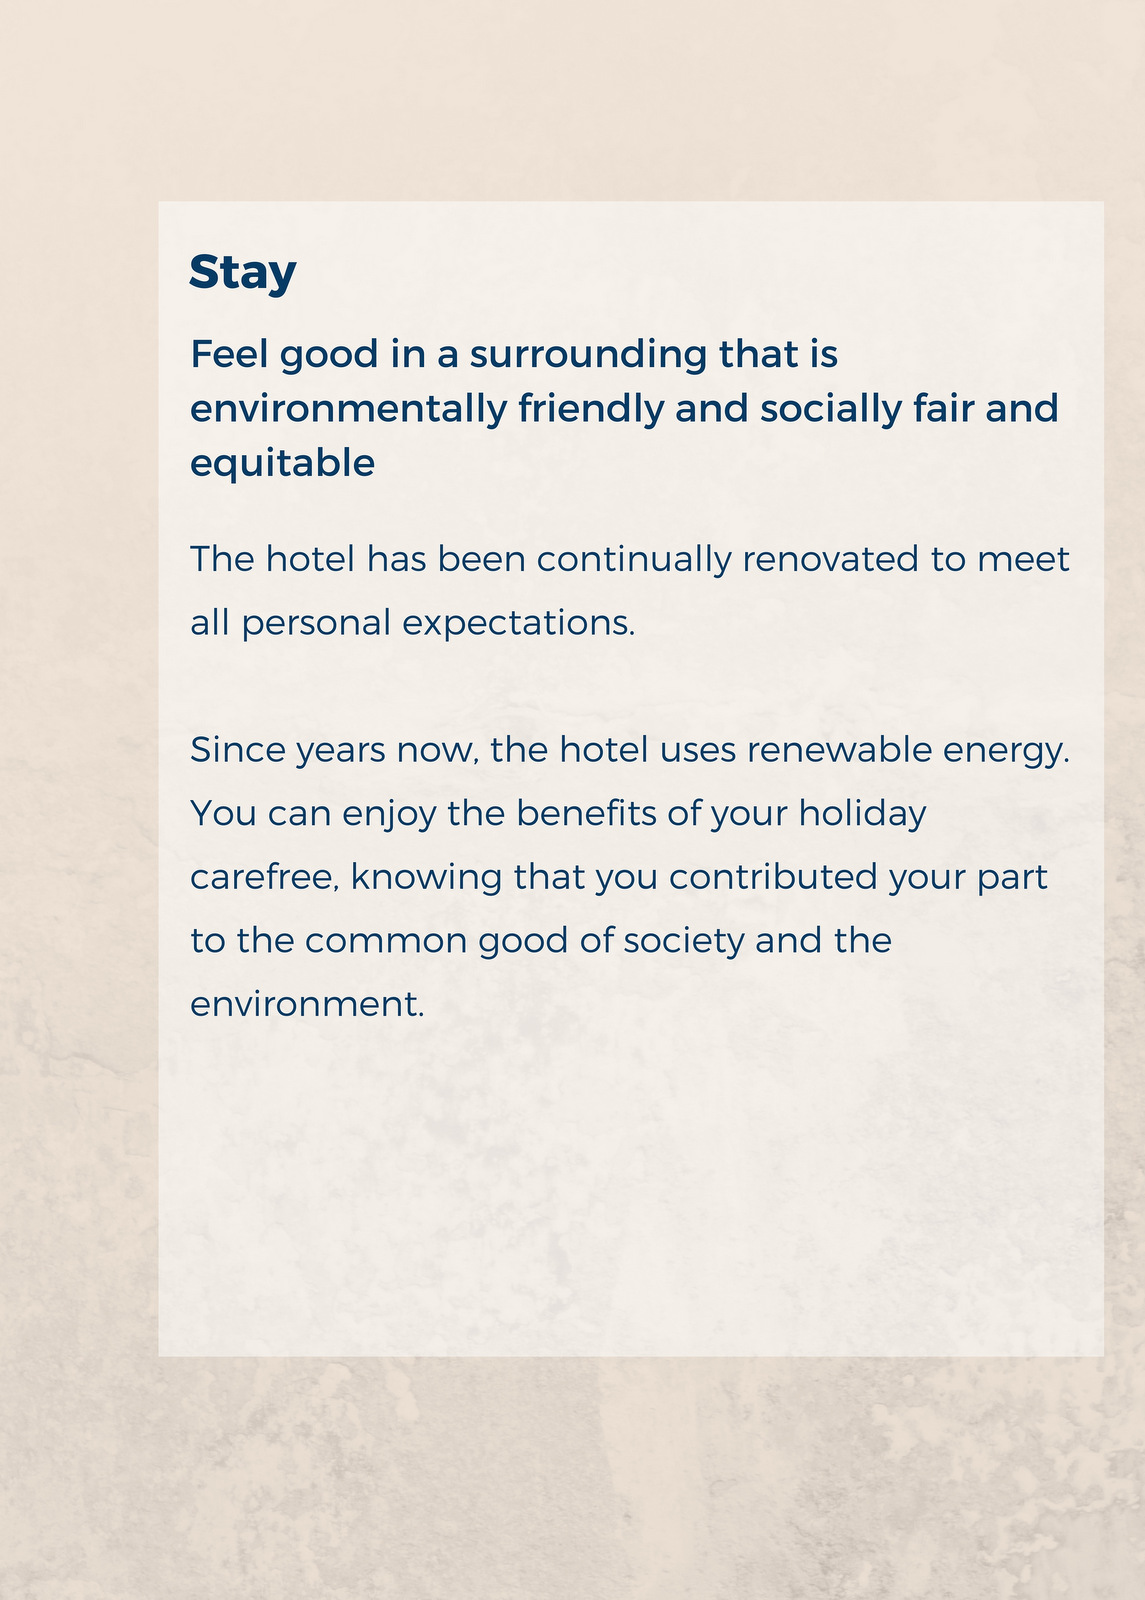 Stay
Feel good in a surrounding that is
environmentally friendly and socially fair and
equitable
The hotel has been continually renovated to meet
all personal expectations.
Since years now, the hotel uses renewable energy.
You can enjoy the benefits of your holiday
carefree, knowing that you contributed your part
to the common good of society and the
environment.